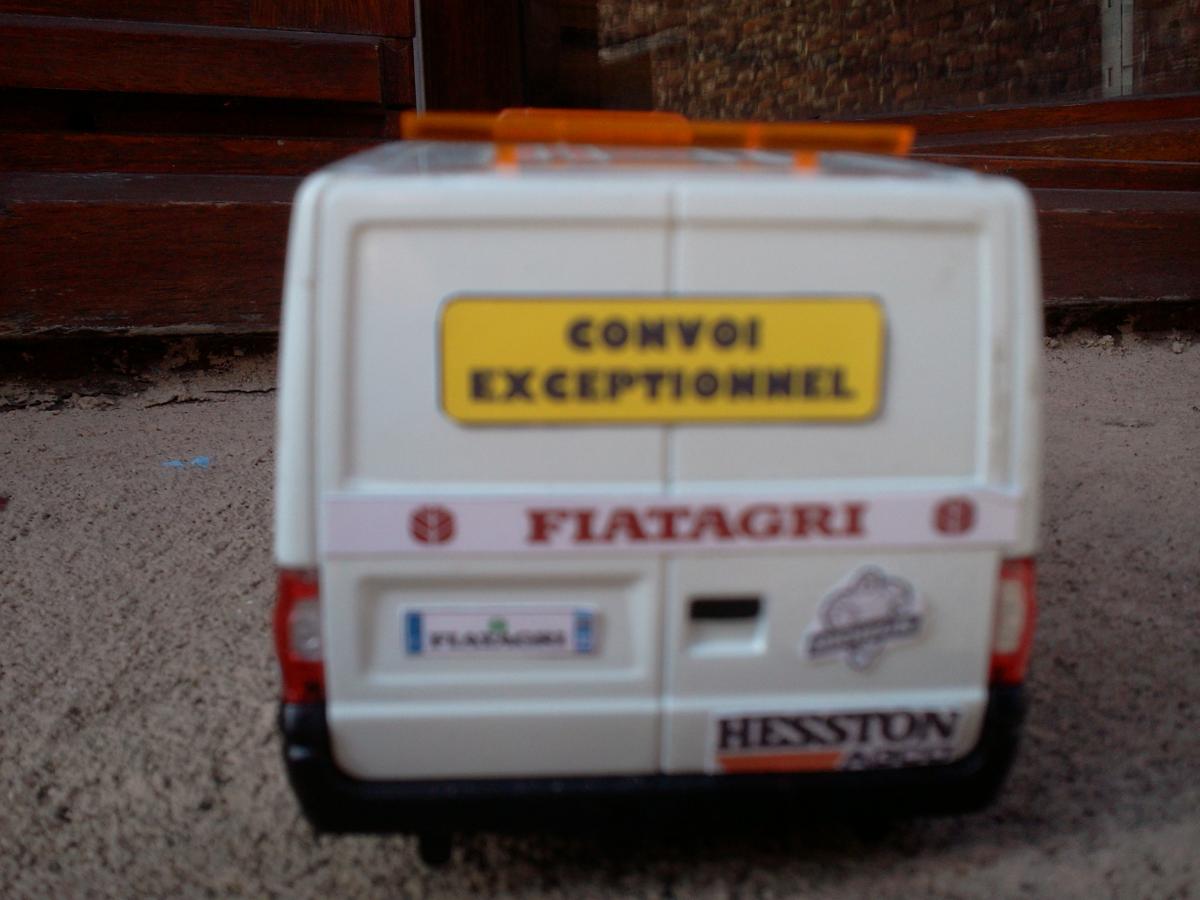 CONVOI
EXCEPTIONNEL
FIATAGRI
FIATAGRI
HESSTON